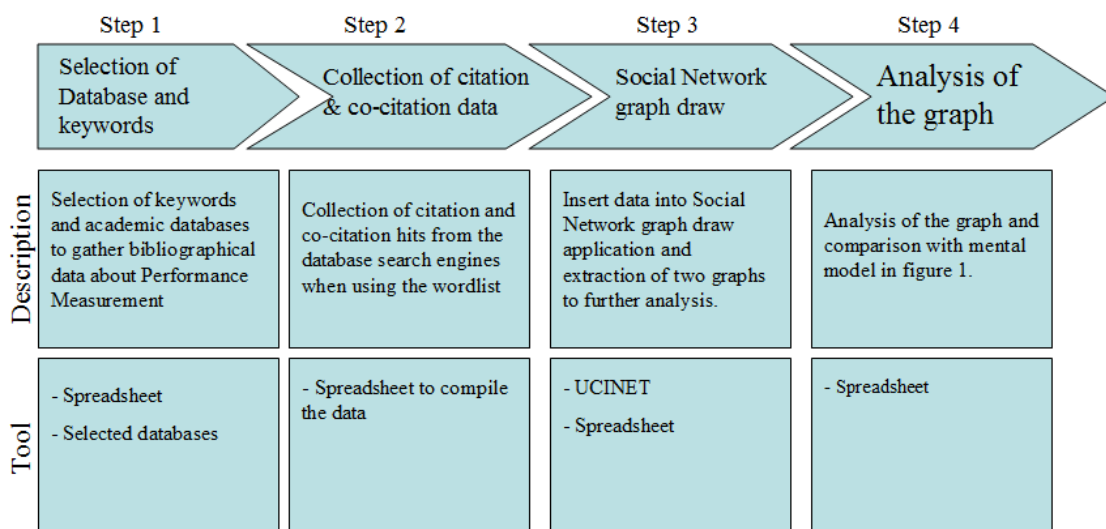 Step 1
Step 2
Step 3
Step 4
Selection of
Database and
keywords
Collection of citation
& co-citation data
Social Network
graph draw
Analysis of
the graph
Description
Selection of keywords
and academic databases
to gather bibliographical
data about Performance
Measurement
Collection of citation and
co-citation hits from the
database search engines
when using the wordlist
Insert data into Social
Network graph draw
application and
extraction of two graphs
to further analysis.
Analysis of the graph and
comparison with mental
model in figure 1.
Tool
- Spreadsheet
- Selected databases
- Spreadsheet to compile
the data
- UCINET
- Spreadsheet
- Spreadsheet